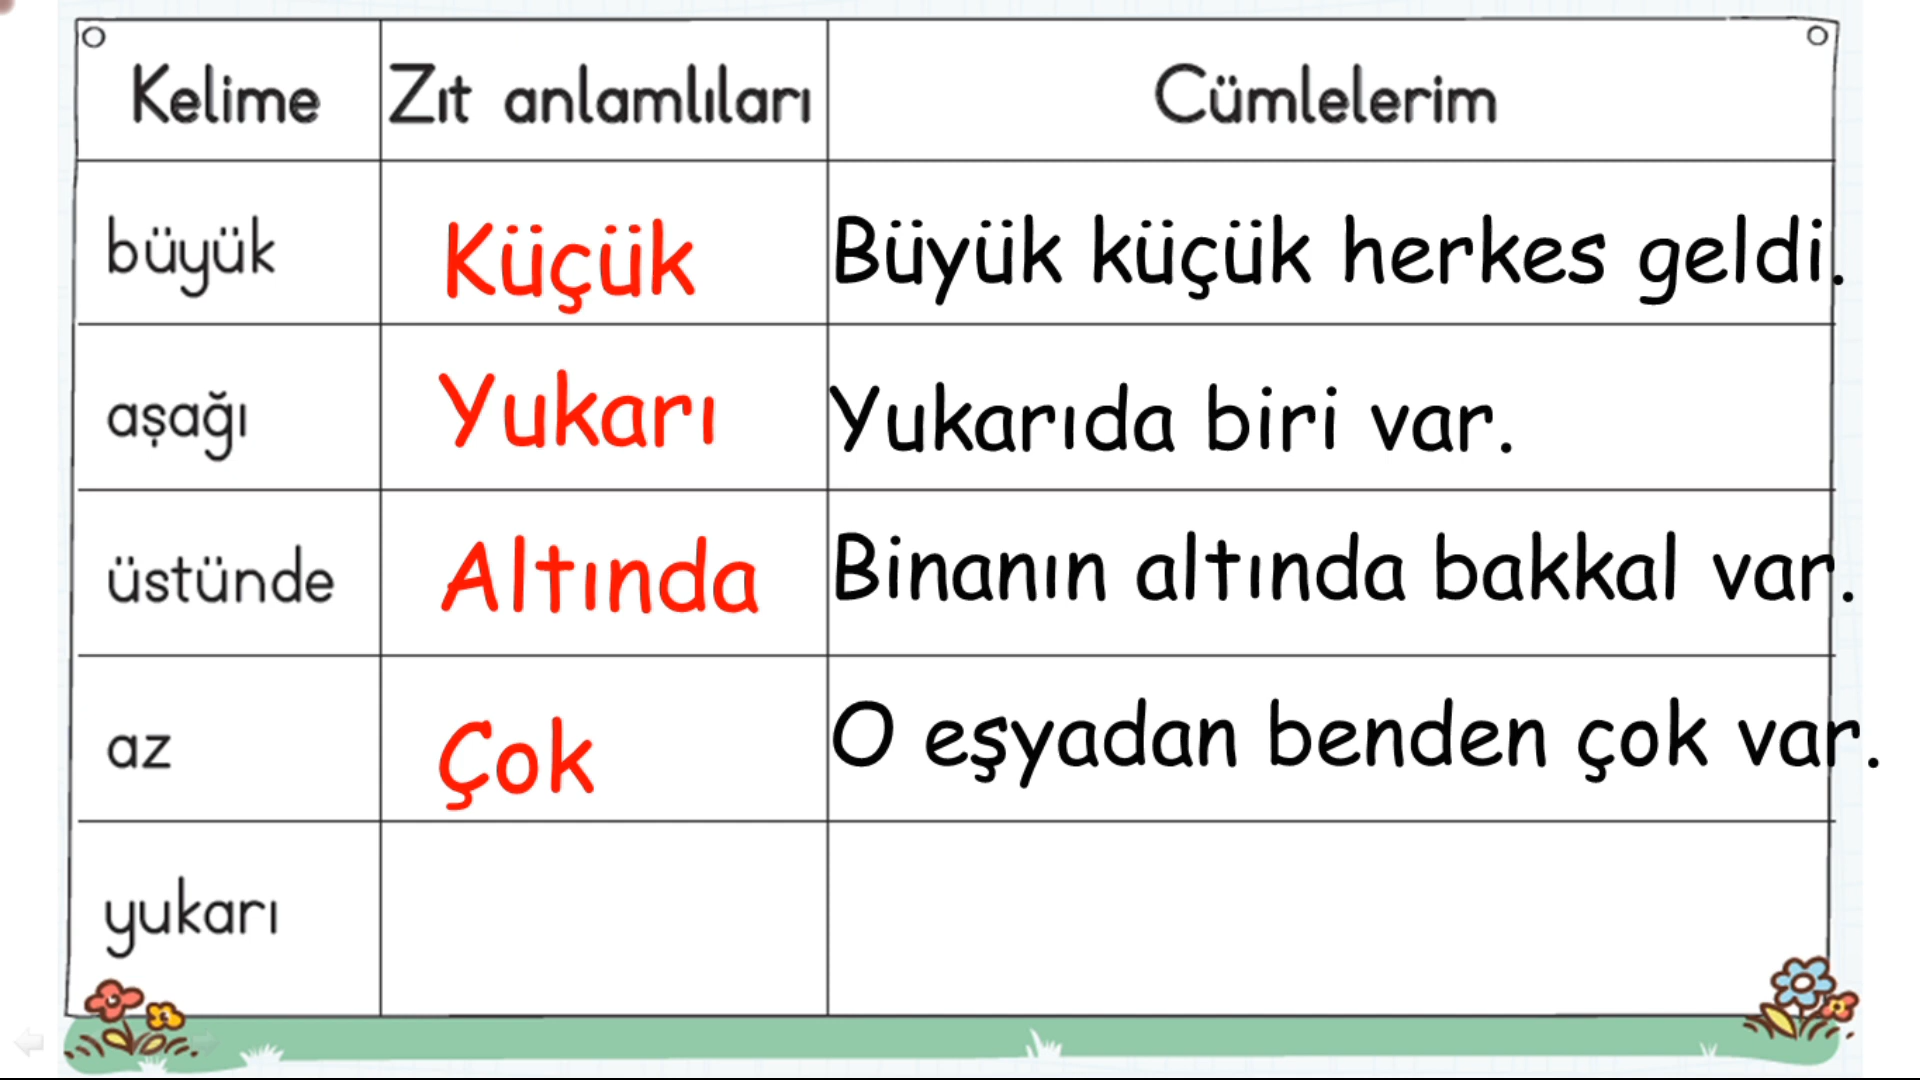 Kelime Zıt anlamlıları Cümlelerim
büyük Küçük Büyük küçük herkes geldi.
aşağı Yukarı Yukarıda biri var.
üstünde Altında Binanın altında bakkal var.
az Çok O eşyadan benden çok var.
yukarı